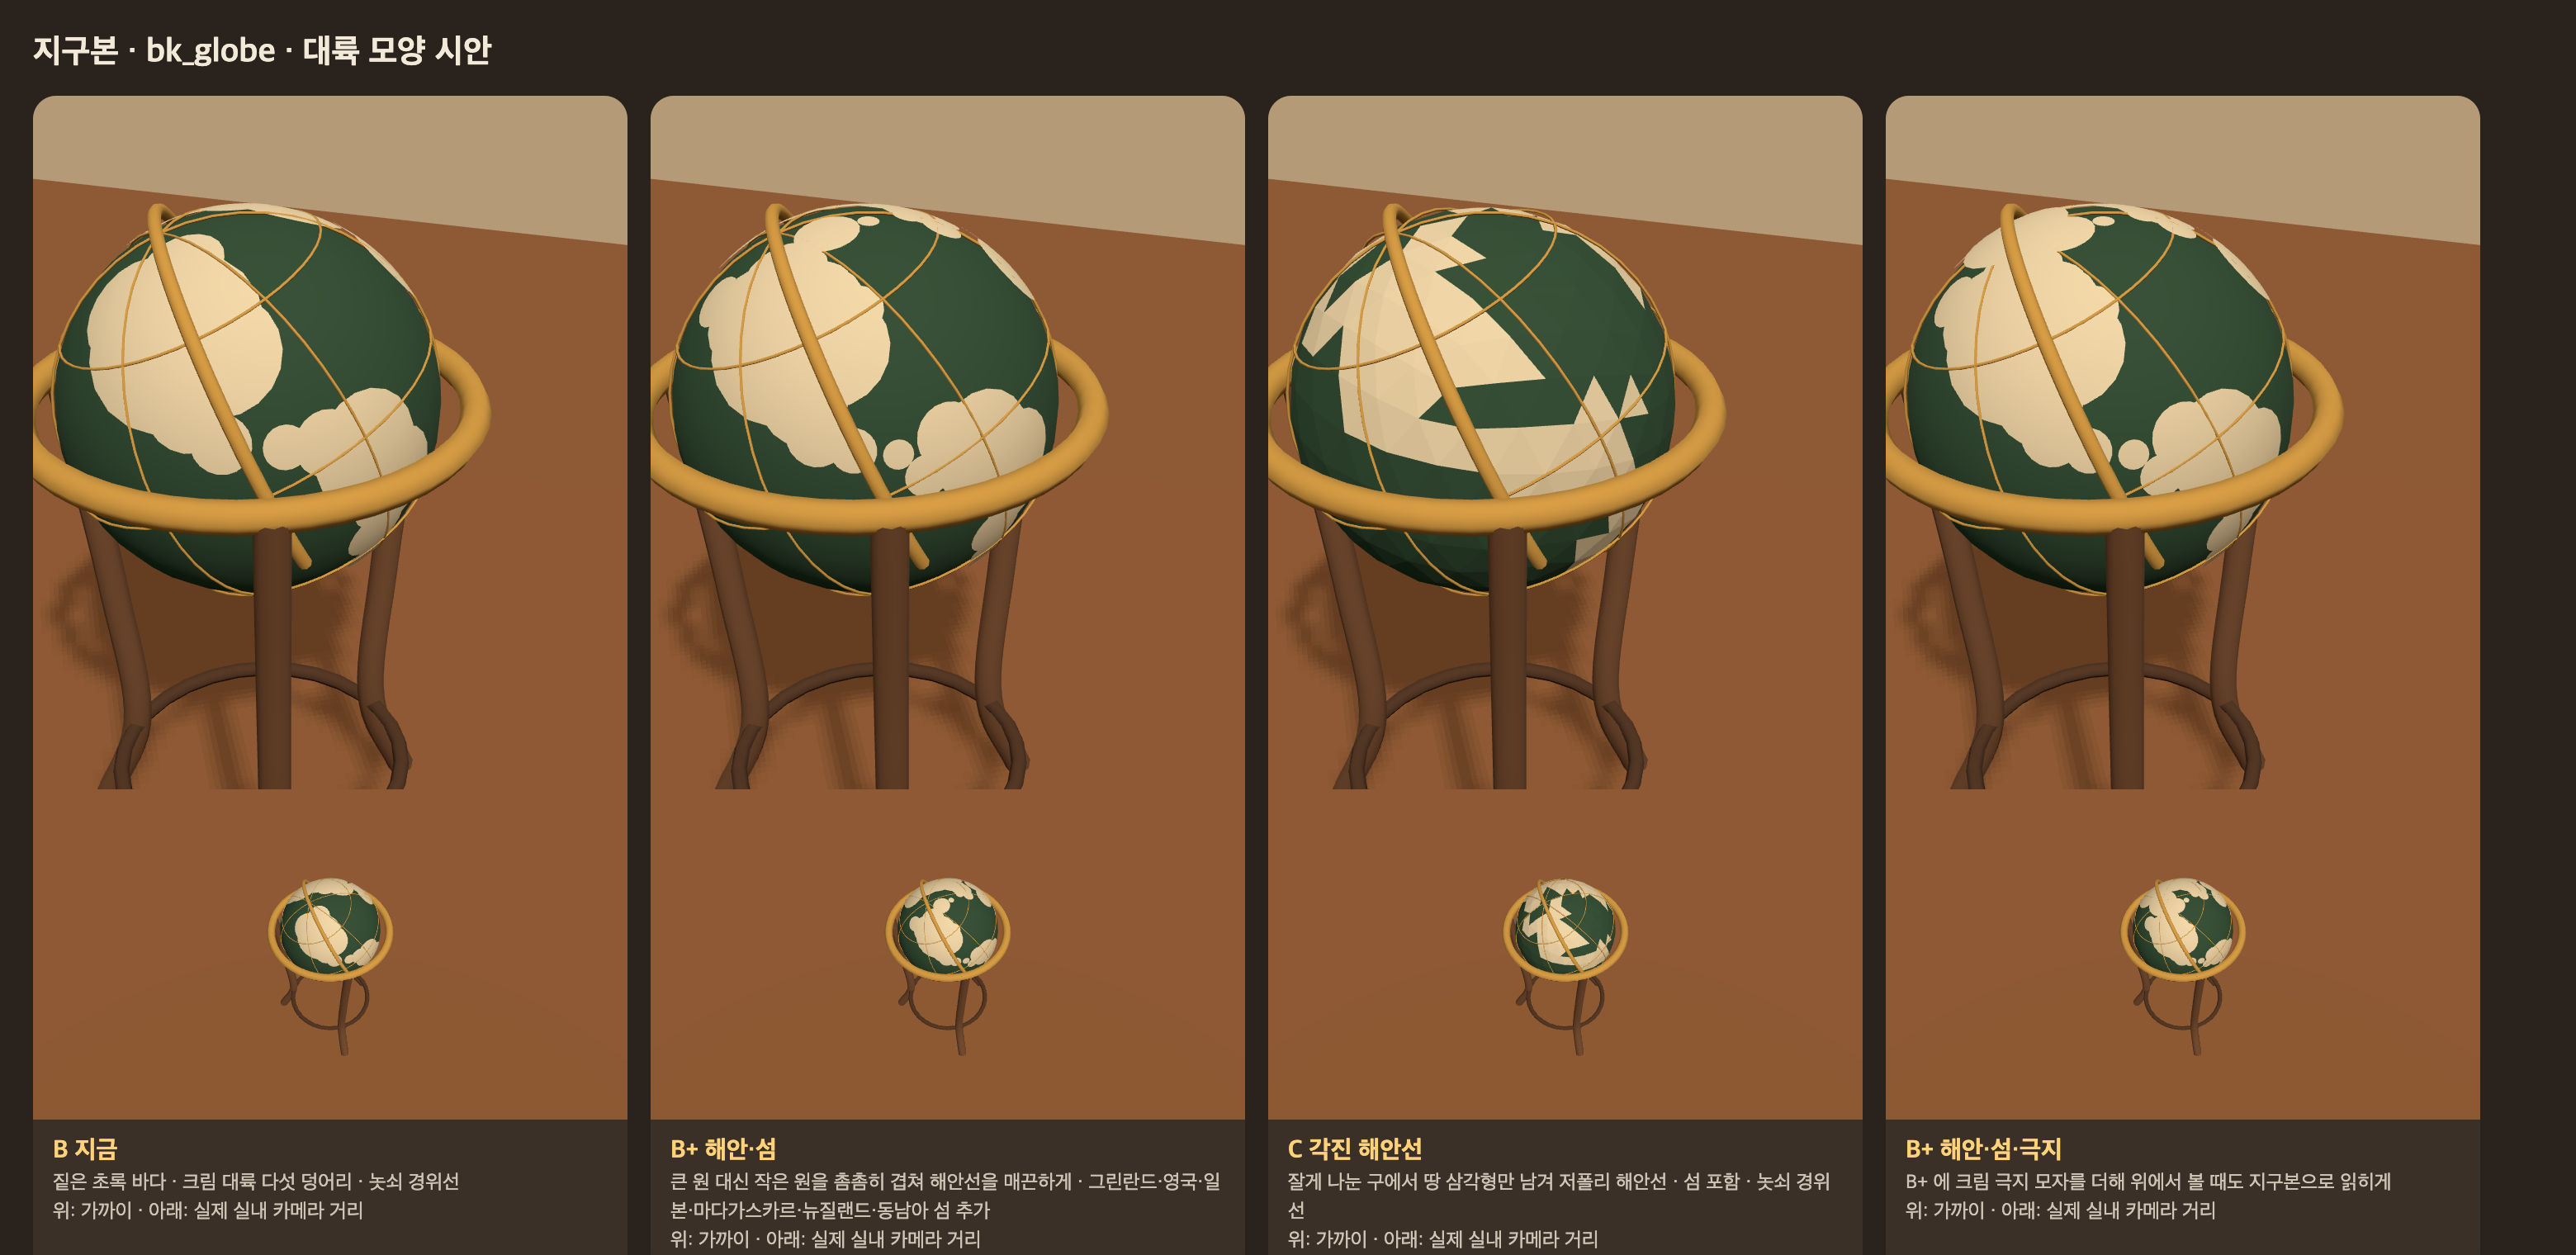 지구본 · bk_globe · 대륙 모양 시안
B 지금
짙은 초록 바다 · 크림 대륙 다섯 덩어리 · 놋쇠 경위선
위: 가까이 · 아래: 실제 실내 카메라 거리
B+ 해안·섬
큰 원 대신 작은 원을 촘촘히 겹쳐 해안선을 매끈하게 · 그린란드·영국·일
본·마다가스카르·뉴질랜드·동남아 섬 추가
위: 가까이 · 아래: 실제 실내 카메라 거리
C 각진 해안선
잘게 나눈 구에서 땅 삼각형만 남겨 저폴리 해안선 · 섬 포함 · 놋쇠 경위
선
위: 가까이 · 아래: 실제 실내 카메라 거리
B+ 해안·섬·극지
B+ 에 크림 극지 모자를 더해 위에서 볼 때도 지구본으로 읽히게
위: 가까이 · 아래: 실제 실내 카메라 거리